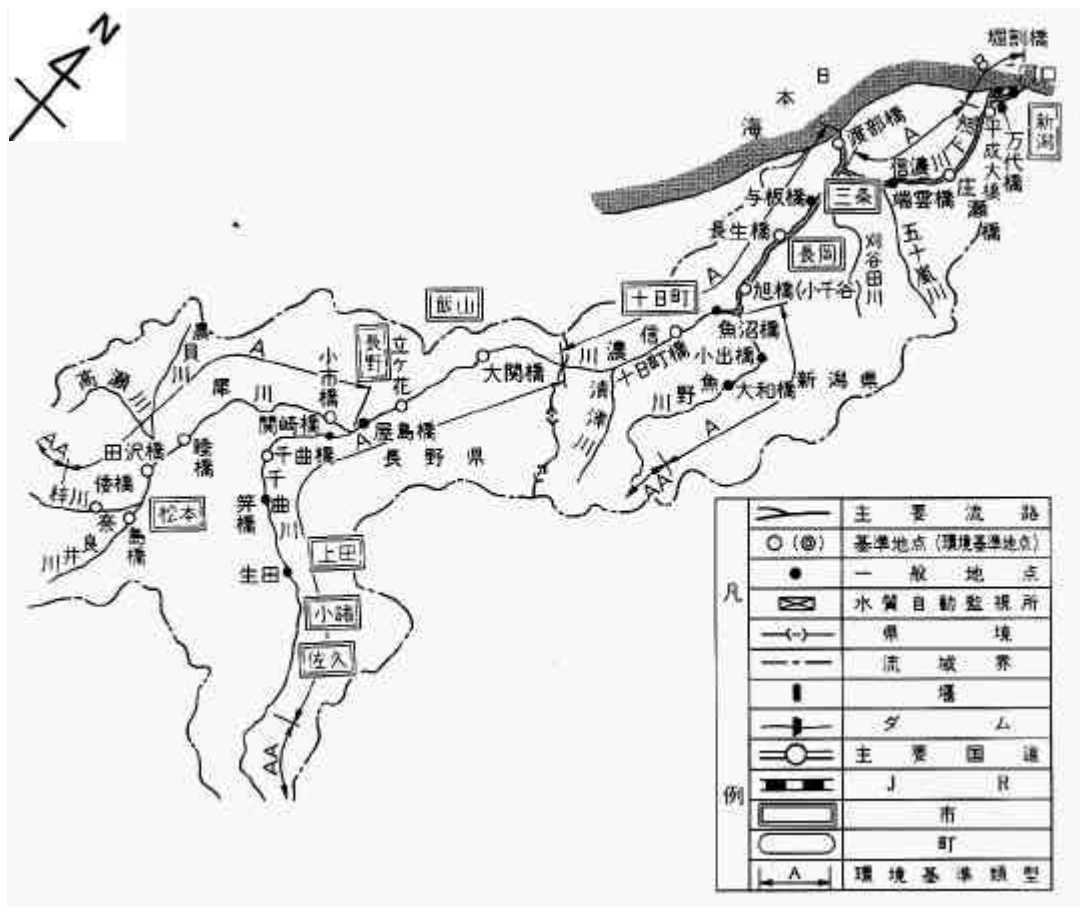 N
堀割橋
日本海
B
河口
新潟
万代橋
平成大橋
信濃川下流
A
渡部橋
庄瀬橋
瑞雲橋
三条
与板橋
五十嵐川
刈谷田川
長生橋
長岡
A
旭橋(小千谷)
十日町
魚沼橋
信濃川
十日町橋
小出橋
大和橋
新潟県
魚野川
清津川
A
AA
飯山
大関橋
立ケ花
長野
屋島橋
小市橋
関崎橋
A
長野県
農具川
A
高瀬川
犀川
AA
田沢橋
睦橋
倭橋
梓川
松本
奈良井川
島橋
千曲橋
千曲川
笄橋
生田
上田
小諸
佐久
AA
凡例
主要流路
○(◎) 基準地点(環境基準地点)
一般地点
水質自動監視所
県境
流域界
堰
ダム
主要国道
JR
市
町
A 環境基準類型